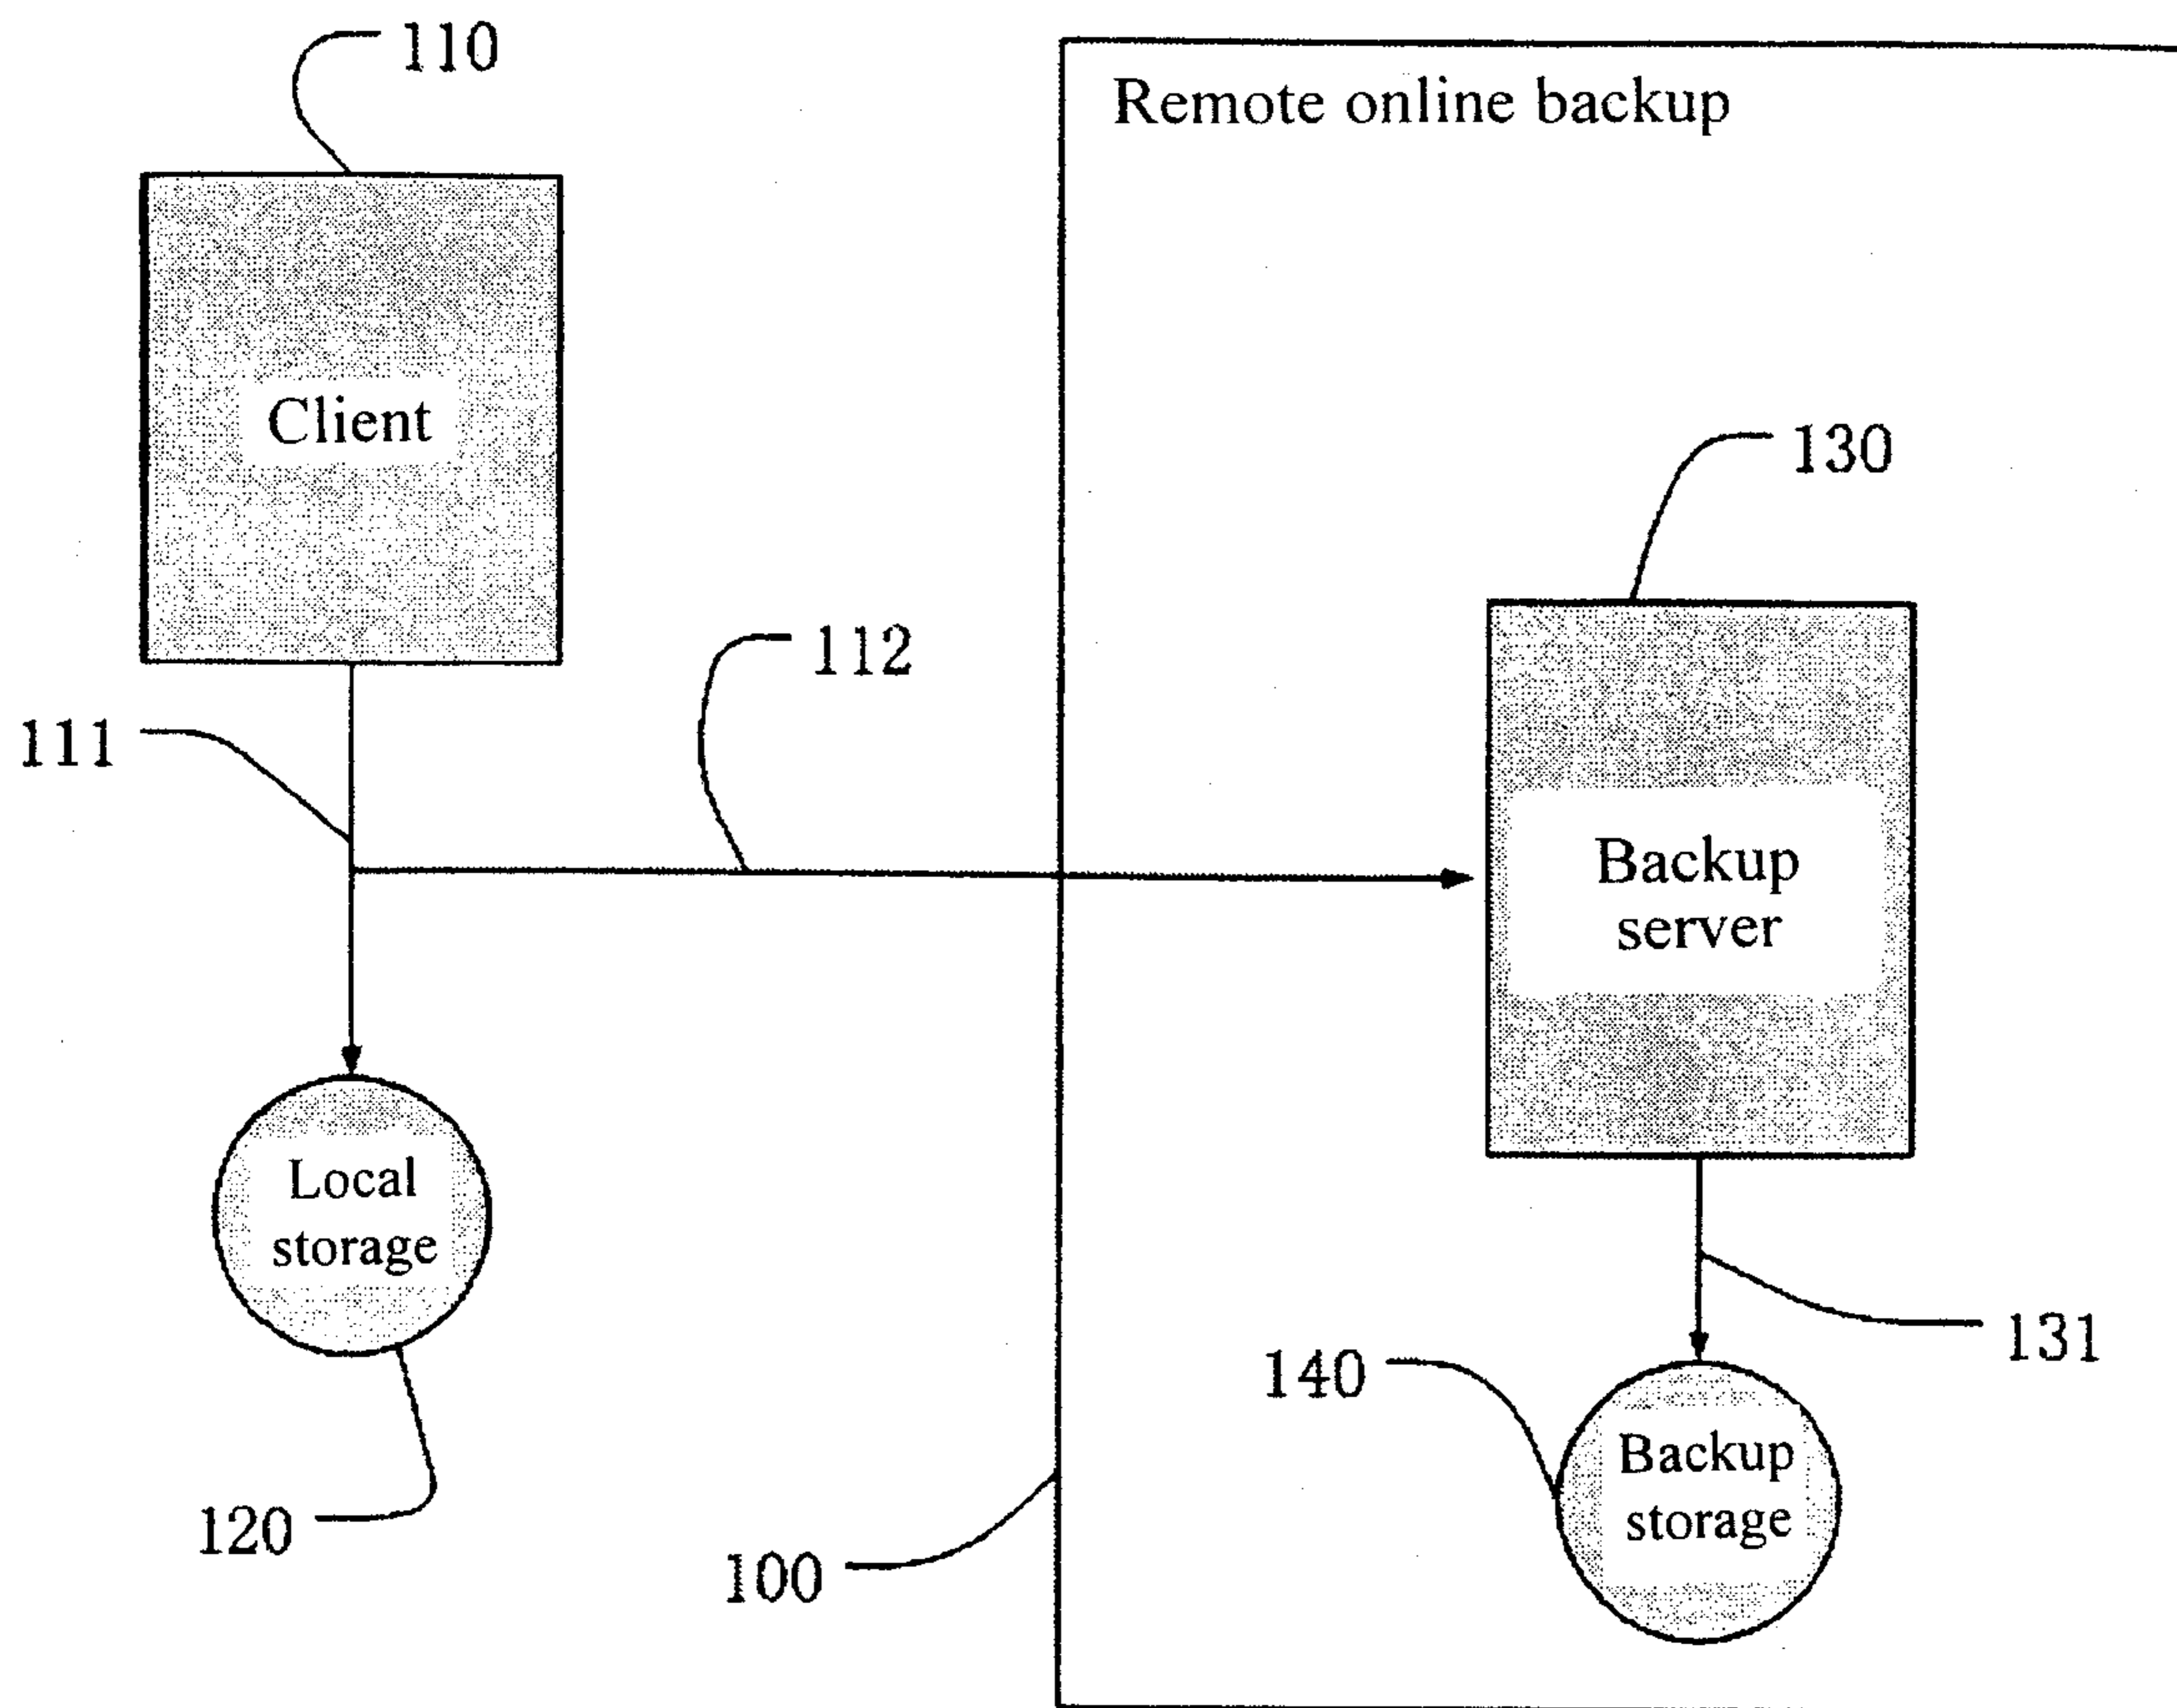 110
Remote online backup
Client
130
112
111
Backup
server
Local
storage
131
140
Backup
storage
120
100